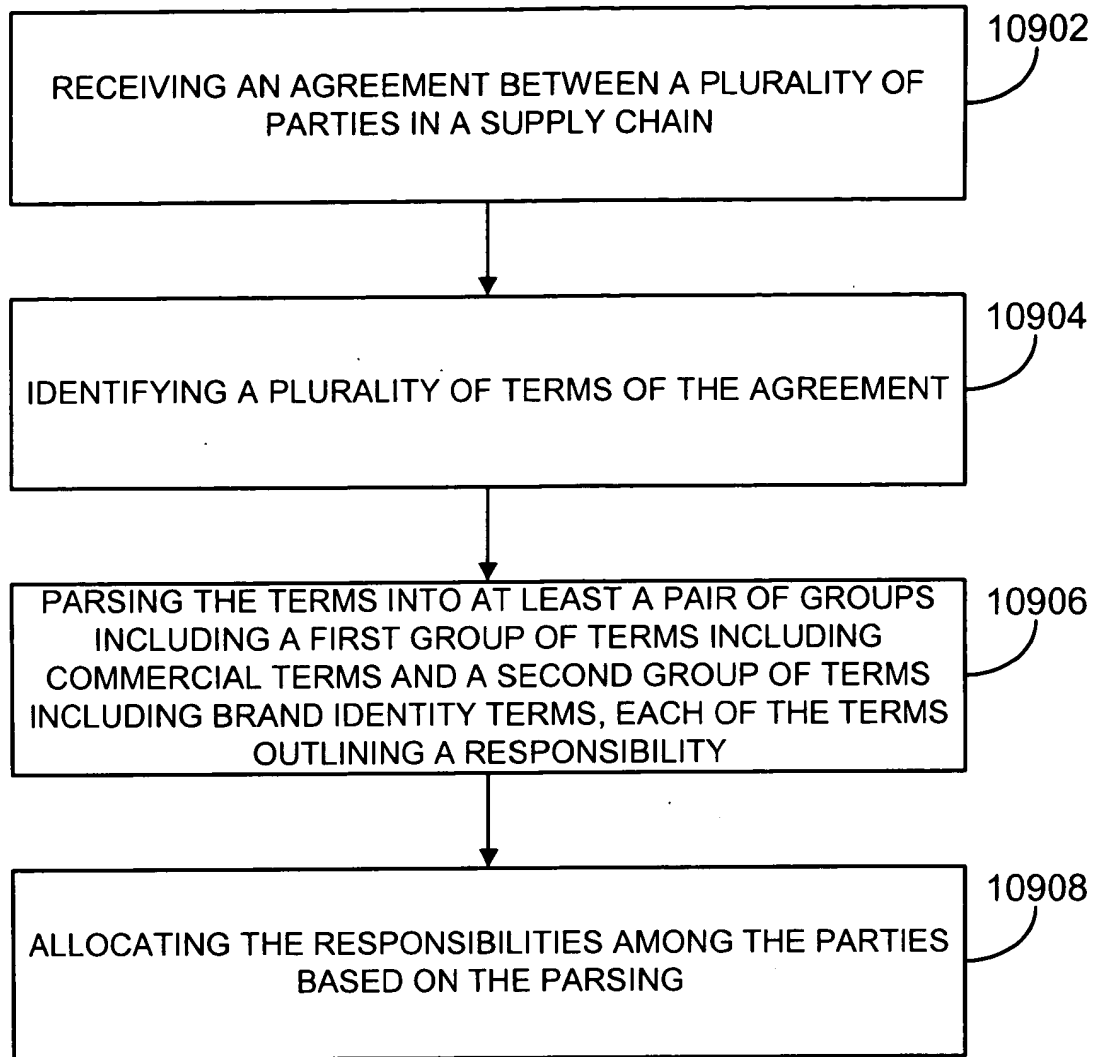 10902
RECEIVING AN AGREEMENT BETWEEN A PLURALITY OF
PARTIES IN A SUPPLY CHAIN
10904
IDENTIFYING A PLURALITY OF TERMS OF THE AGREEMENT
10906
PARSING THE TERMS INTO AT LEAST A PAIR OF GROUPS
INCLUDING A FIRST GROUP OF TERMS INCLUDING
COMMERCIAL TERMS AND A SECOND GROUP OF TERMS
INCLUDING BRAND IDENTITY TERMS, EACH OF THE TERMS
OUTLINING A RESPONSIBILITY
10908
ALLOCATING THE RESPONSIBILITIES AMONG THE PARTIES
BASED ON THE PARSING